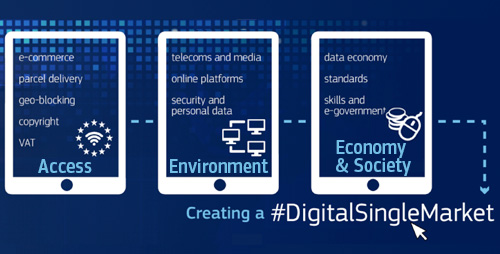 e-commerce
parcel delivery
geo-blocking
copyright
VAT
Access
telecoms and media
online platforms
security and
personal data
Environment
data economy
standards
skills and
e-government
Economy
& Society
Creating a #DigitalSingleMarket